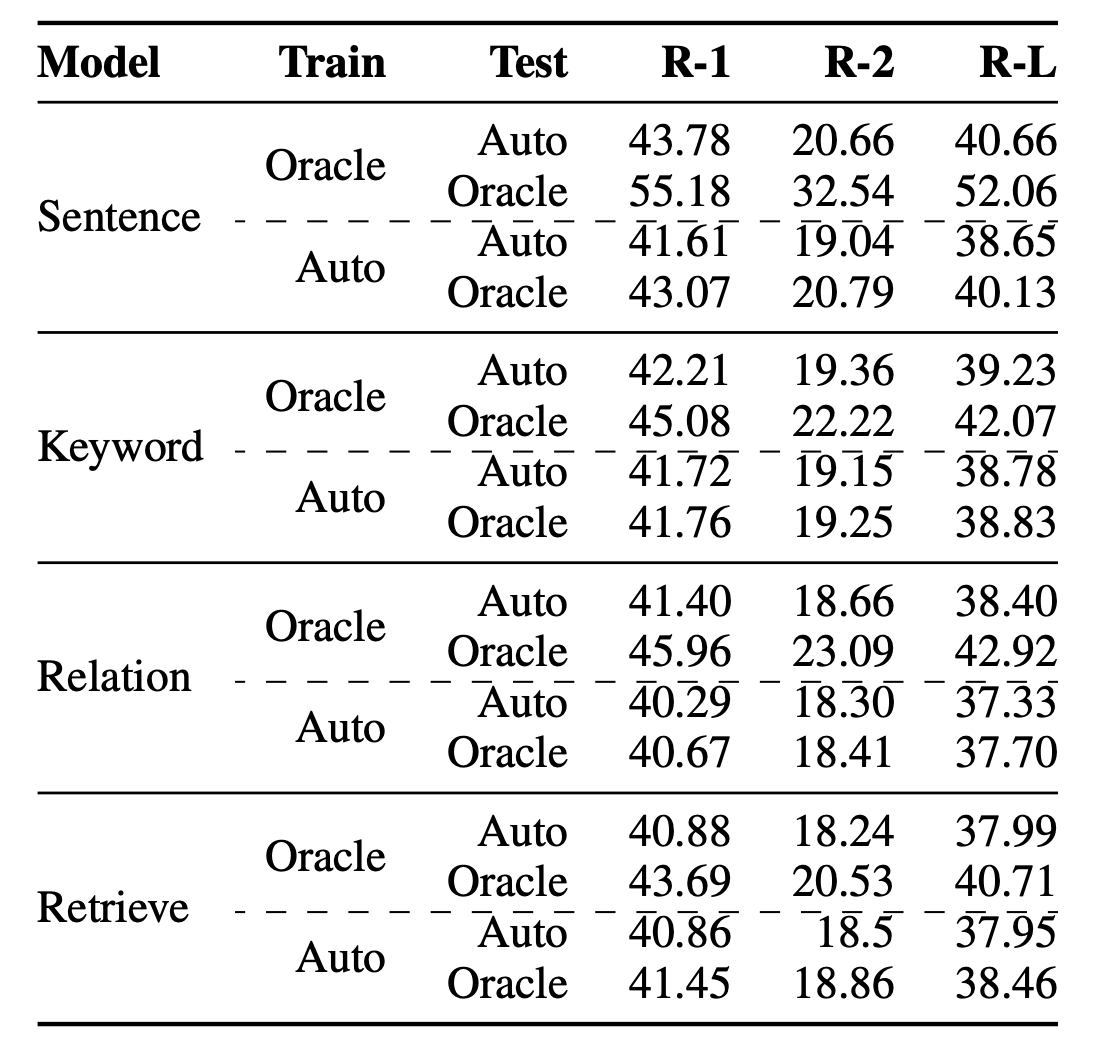 Model Train Test R-1 R-2 R-L
Auto 43.78 20.66 40.66
Oracle
Oracle 55.18 32.54 52.06
Sentence
Auto 41.61 19.04 38.65
Auto
Oracle 43.07 20.79 40.13
Auto 42.21 19.36 39.23
Oracle
Oracle 45.08 22.22 42.07
Keyword
Auto 41.72 19.15 38.78
Auto
Oracle 41.76 19.25 38.83
Auto 41.40 18.66 38.40
Oracle
Oracle 45.96 23.09 42.92
Relation
Auto 40.29 18.30 37.33
Auto
Oracle 40.67 18.41 37.70
Auto 40.88 18.24 37.99
Oracle
Oracle 43.69 20.53 40.71
Retrieve
Auto 40.86 18.5 37.95
Auto
Oracle 41.45 18.86 38.46